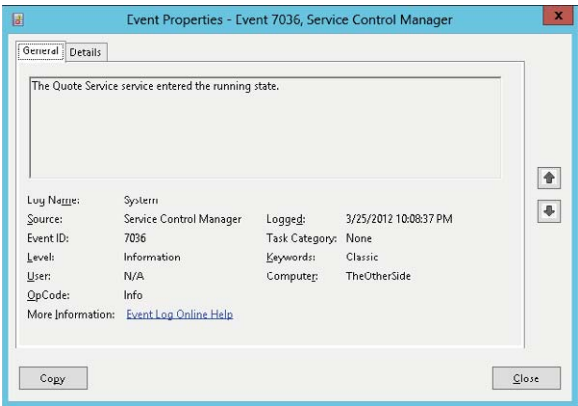 Event Properties - Event 7036, Service Control Manager
x
General Details
The Quote Service service entered the running state.
Log Name: System
Source: Service Control Manager Logged: 3/25/2012 10:08:37 PM
Event ID: 7036 Task Category: None
Level: Information Keywords: Classic
User: N/A Computer: TheOtherSide
OpCode: Info
More Information: Event Log Online Help
Copy Close